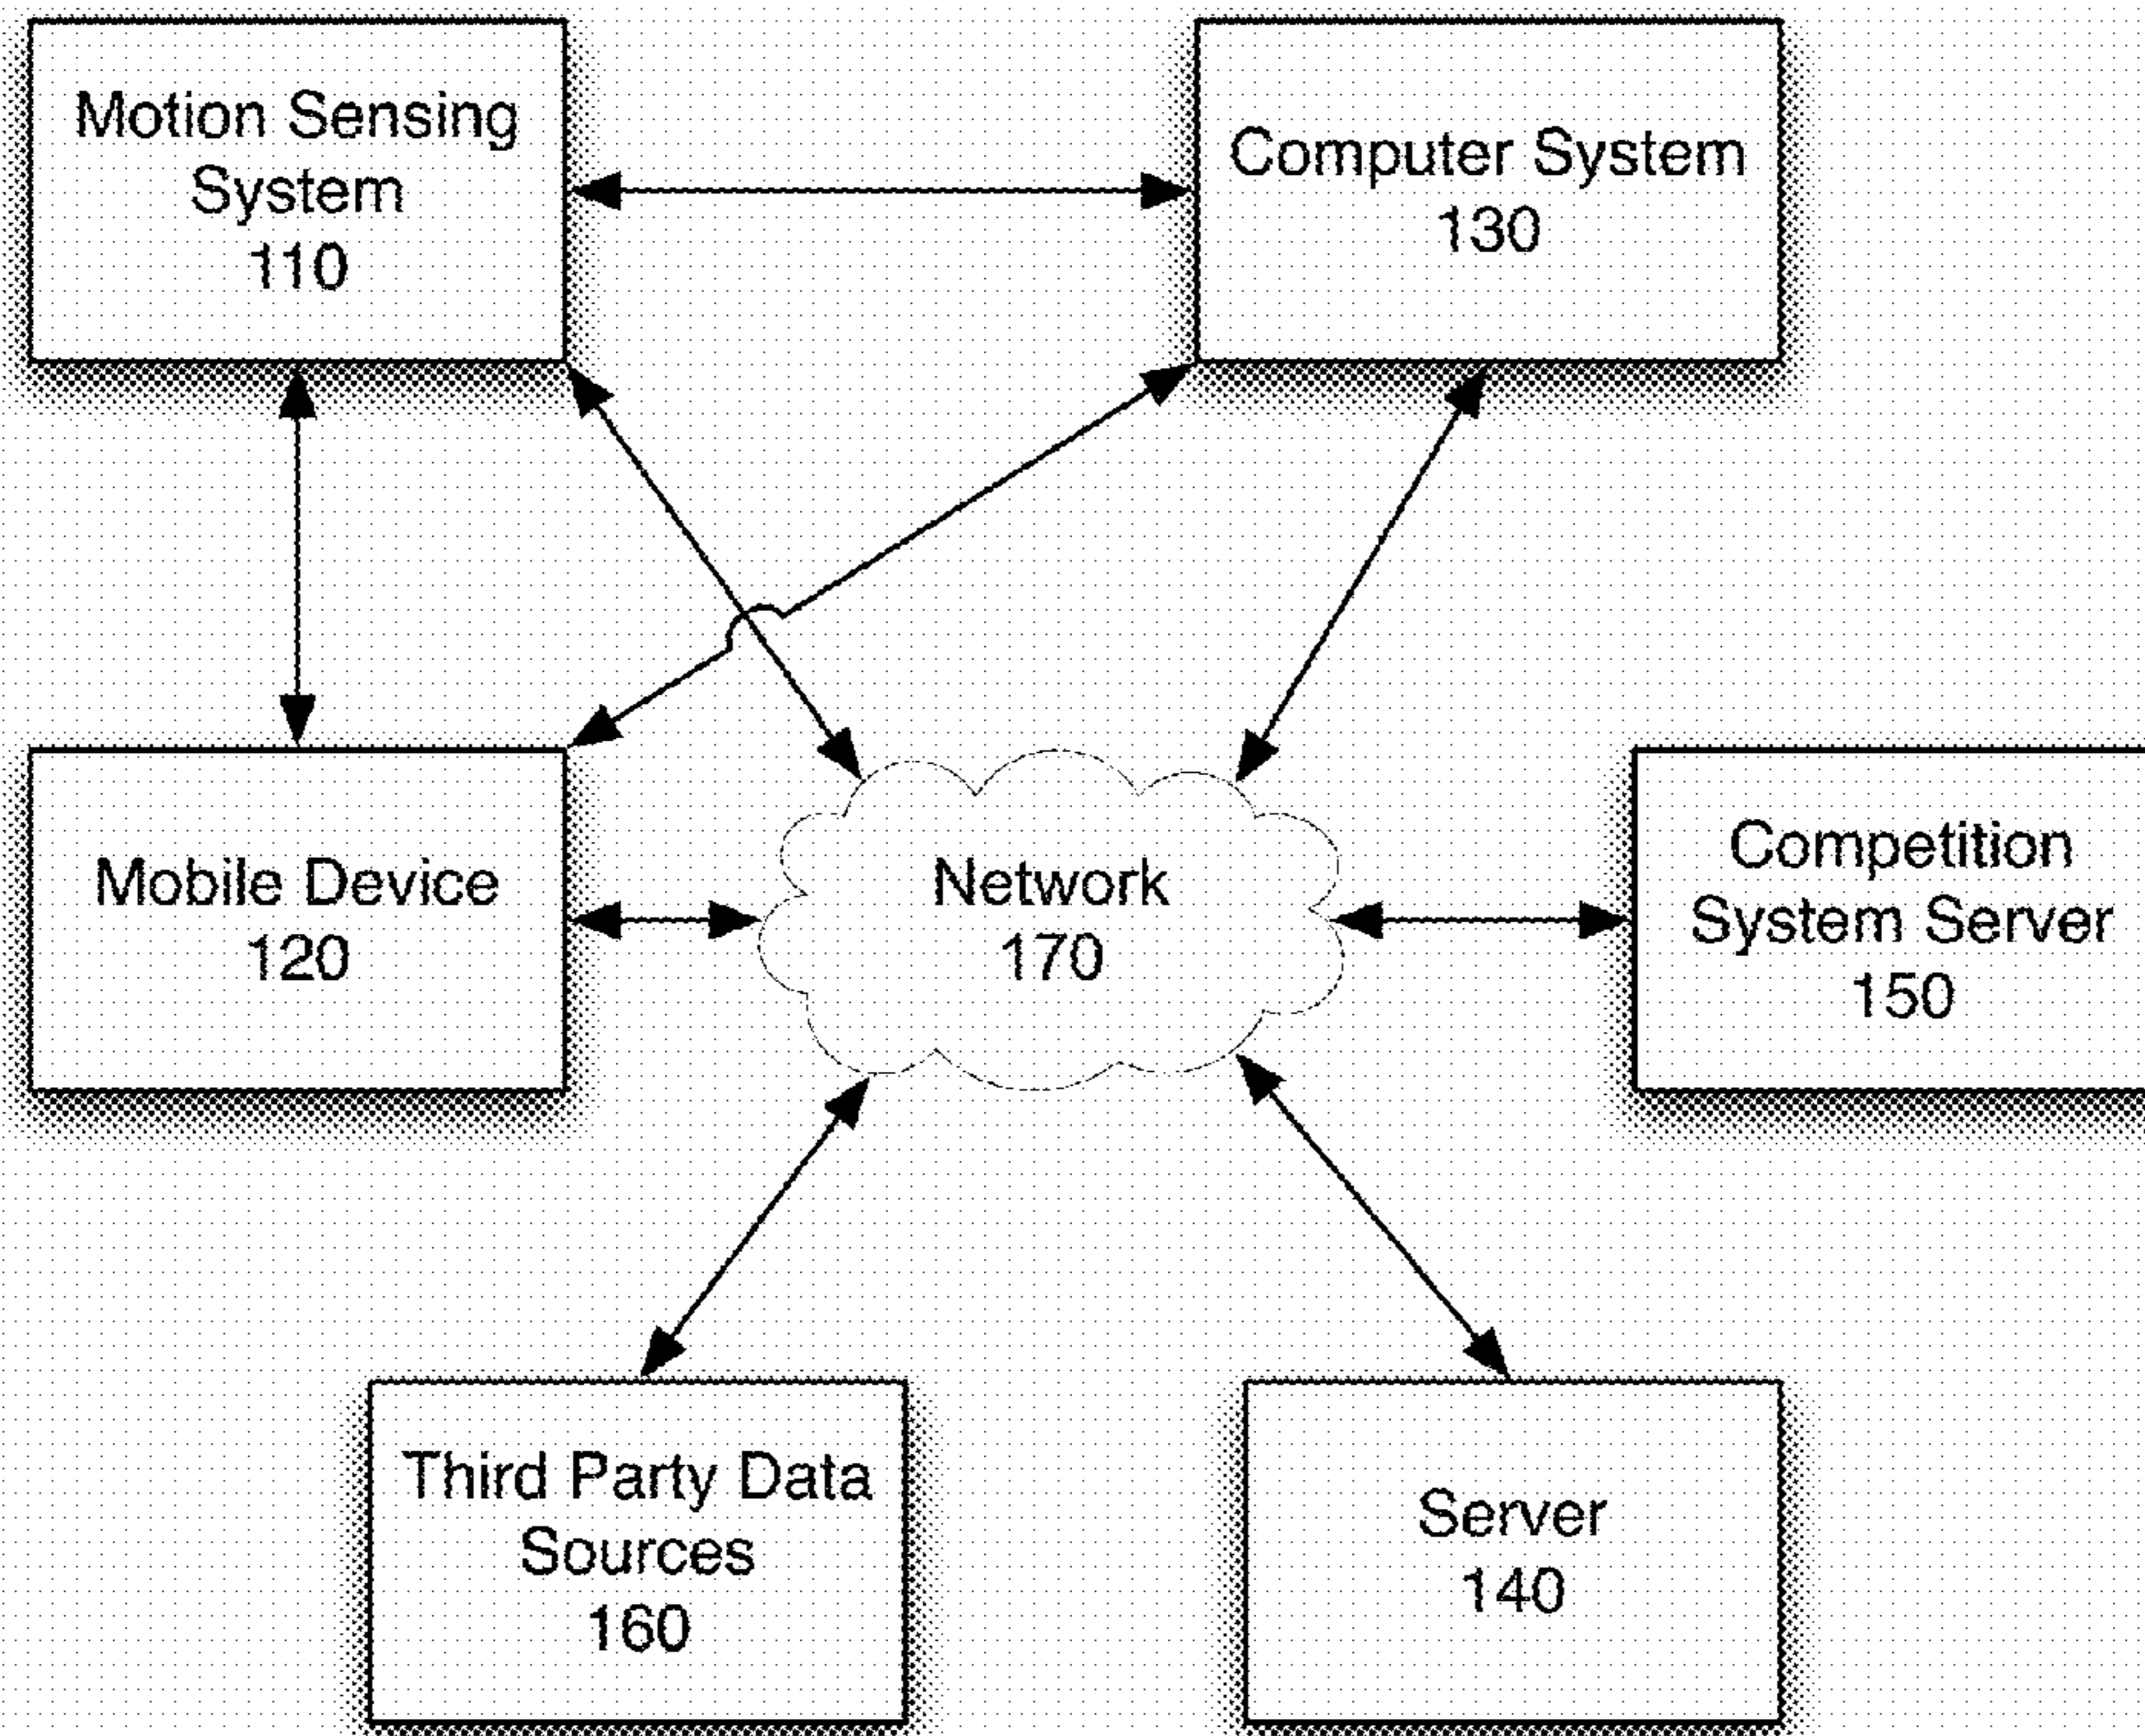 Motion Sensing
System
110
Computer System
130
Mobile Device
120
Network
170
Competition
System Server
150
Third Party Data
Sources
160
Server
140